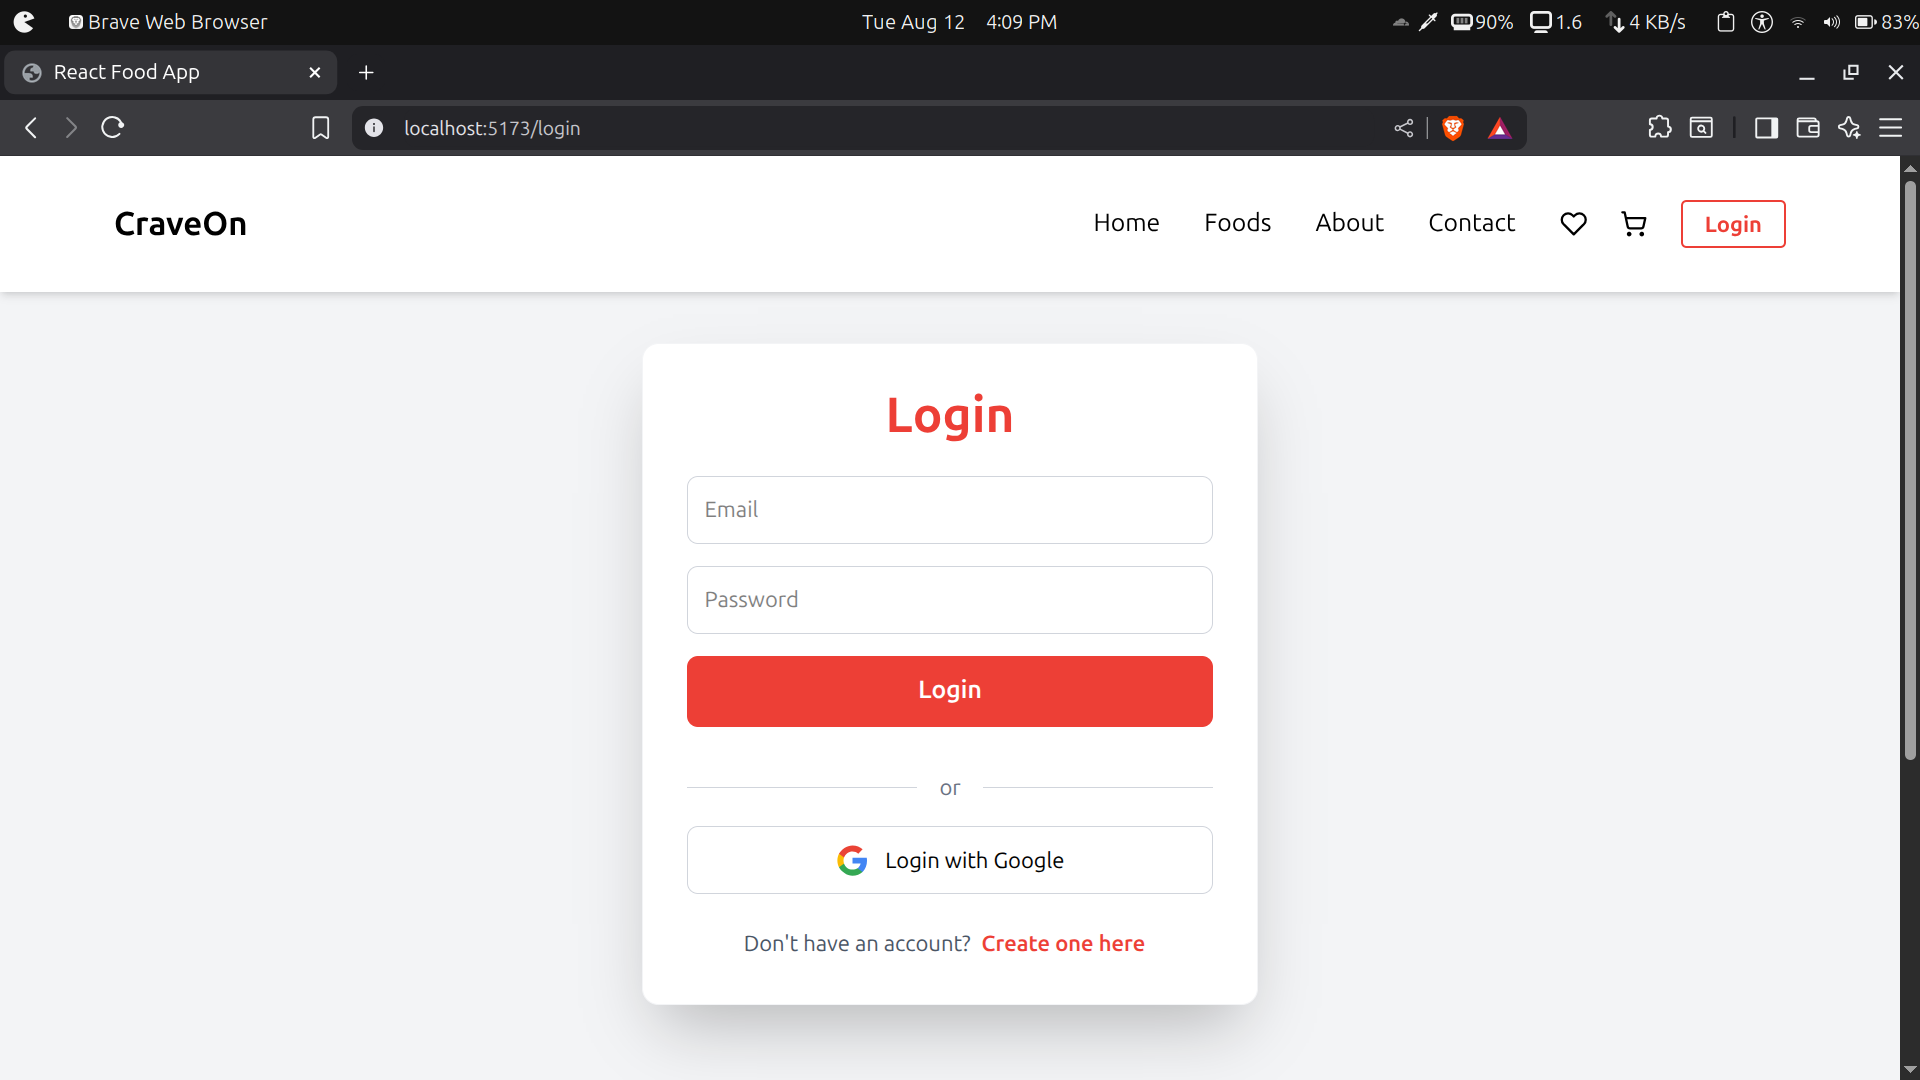 Brave Web Browser
Tue Aug 12 4:09 PM
90% 1.6 4 KB/s 83%
React Food App
localhost:5173/login
CraveOn
Home Foods About Contact Login
Login
Email
Password
Login
or
Login with Google
Don't have an account? Create one here